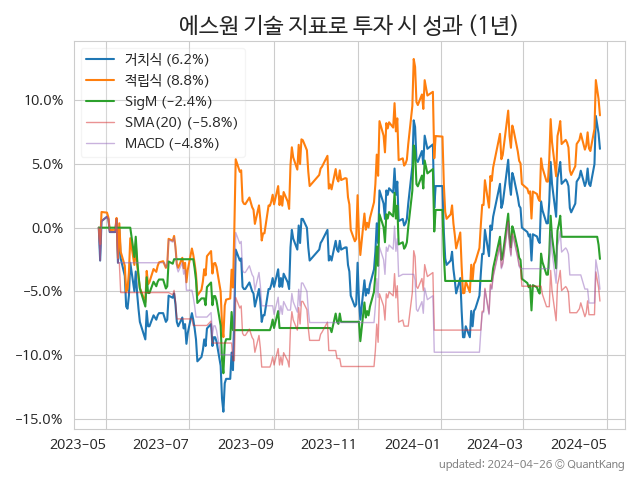 에스원 기술 지표로 투자 시 성과 (1년)
거치식 (6.2%)
적립식 (8.8%)
SigM (−2.4%)
SMA(20) (−5.8%)
MACD (−4.8%)
10.0%
5.0%
0.0%
−5.0%
−10.0%
−15.0%
2023-05 2023-07 2023-09 2023-11 2024-01 2024-03 2024-05
updated: 2024-04-26 © QuantKang